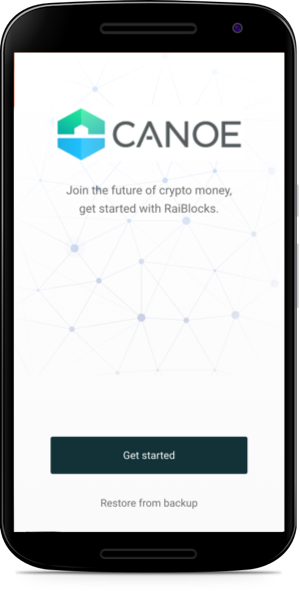 CANOE
Join the future of crypto money,
get started with RaiBlocks.
Get started
Restore from backup